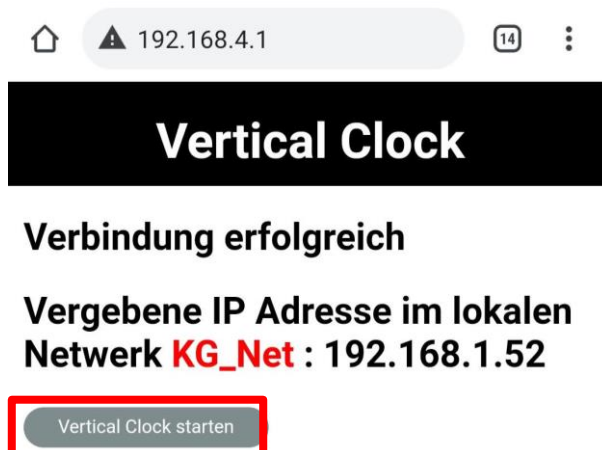 192.168.4.1
14
Vertical Clock
Verbindung erfolgreich
Vergebene IP Adresse im lokalen
Netwerk KG_Net : 192.168.1.52
Vertical Clock starten